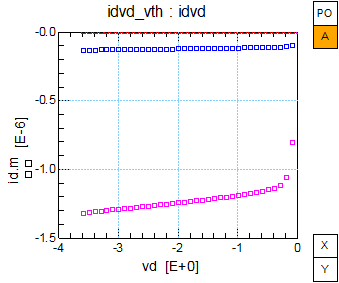 idvd_vth : idvd
PO
A
-0.0
-0.5
-1.0
-1.5
id.m [E-6]
-4
-3
-2
-1
0
vd [E+0]
X
Y